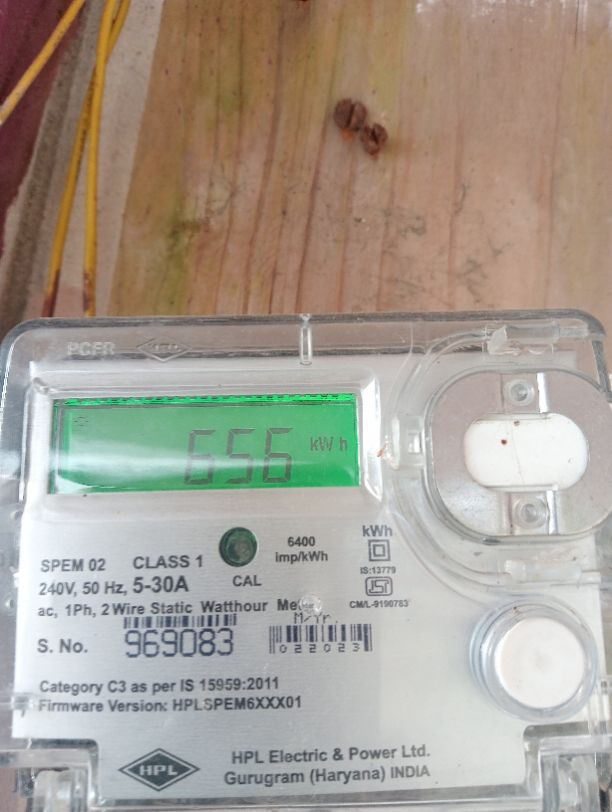 PCFR
656 kWh
6400
imp/kWh
kWh
IS:13779
SPEM 02 CLASS 1
240V, 50 Hz, 5-30A
CAL
CM/L-9190783
ac, 1Ph, 2 Wire Static Watthour
M/Yr.
S. No. 969083
022023
Category C3 as per IS 15959:2011
Firmware Version: HPLSPEM6XXX01
HPL
HPL Electric & Power Ltd.
Gurugram (Haryana) INDIA